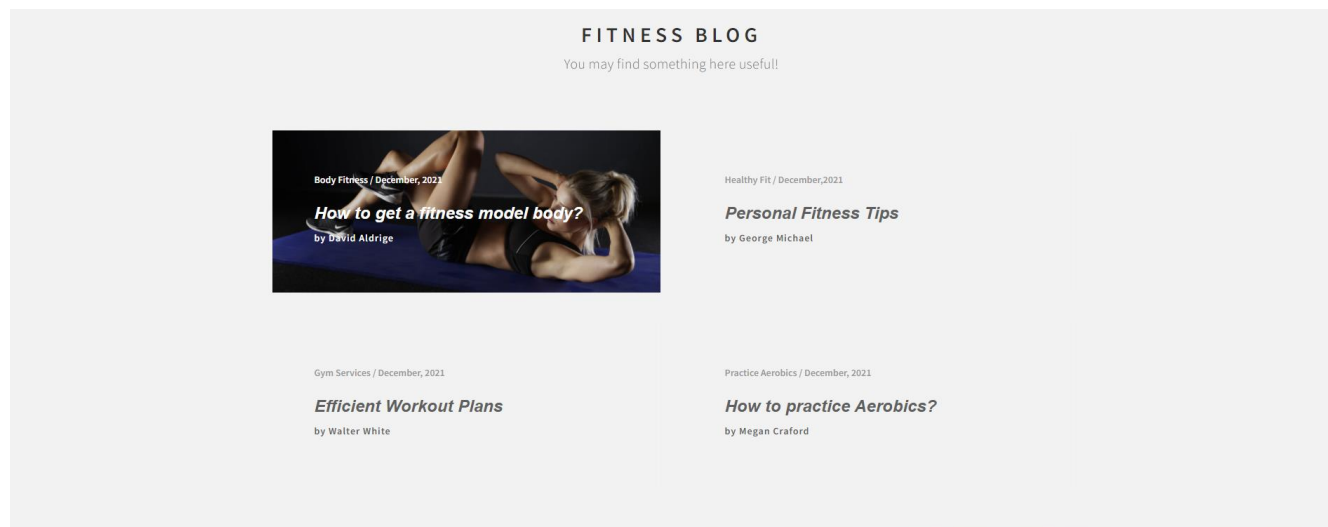 FITNESS BLOG
You may find something here useful!
Body Fitness / December, 2021
How to get a fitness model body?
by David Aldrige
Healthy Fit / December,2021
Personal Fitness Tips
by George Michael
Gym Services / December, 2021
Efficient Workout Plans
by Walter White
Practice Aerobics / December, 2021
How to practice Aerobics?
by Megan Craford